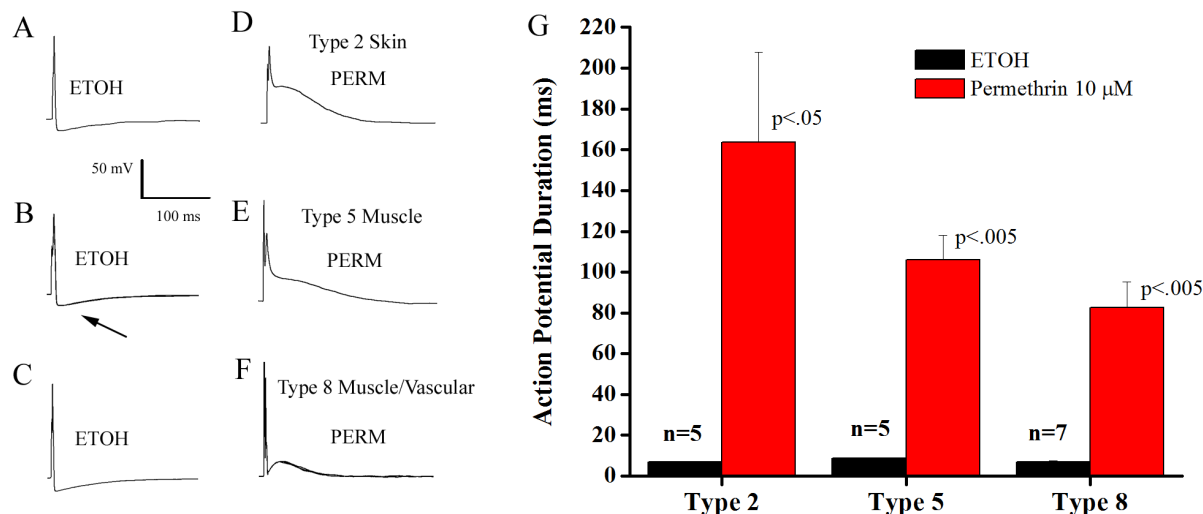 A
ETOH
D
Type 2 Skin
PERM
50 mV
100 ms
B
ETOH
E
Type 5 Muscle
PERM
C
ETOH
F
Type 8 Muscle/Vascular
PERM
G
ETOH
Permethrin 10 μM
Action Potential Duration (ms)
220
200
180
160
140
120
100
80
60
40
20
0
p<.05
p<.005
p<.005
n=5
n=5
n=7
Type 2
Type 5
Type 8